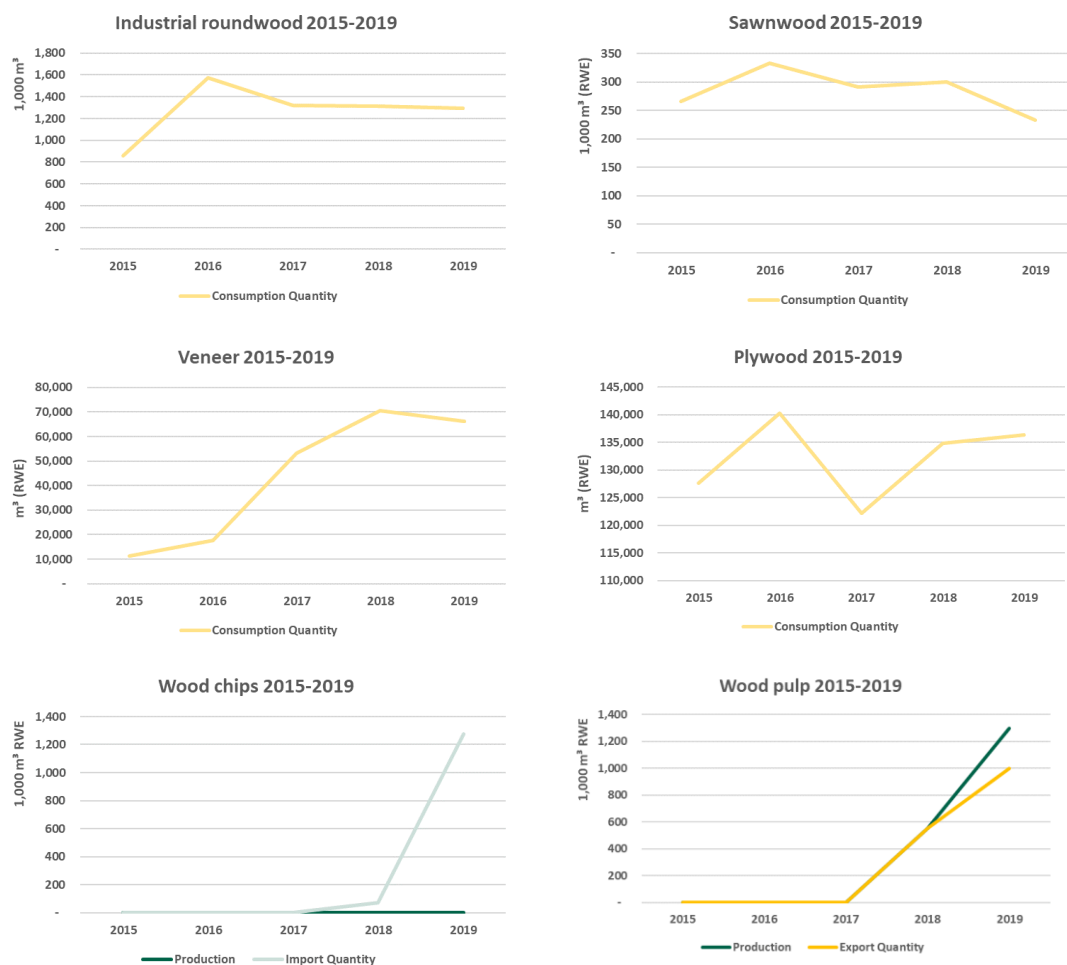 Industrial roundwood 2015-2019
1,000 m³
1,800
1,600
1,400
1,200
1,000
800
600
400
200
-
2015 2016 2017 2018 2019
Consumption Quantity
Sawnwood 2015-2019
1,000 m³ (RWE)
350
300
250
200
150
100
50
-
2015 2016 2017 2018 2019
Consumption Quantity
Veneer 2015-2019
m³ (RWE)
80,000
70,000
60,000
50,000
40,000
30,000
20,000
10,000
-
2015 2016 2017 2018 2019
Consumption Quantity
Plywood 2015-2019
m³ (RWE)
145,000
140,000
135,000
130,000
125,000
120,000
115,000
110,000
2015 2016 2017 2018 2019
Consumption Quantity
Wood chips 2015-2019
1,000 m³ RWE
1,400
1,200
1,000
800
600
400
200
-
2015 2016 2017 2018 2019
Production Import Quantity
Wood pulp 2015-2019
1,000 m³ RWE
1,400
1,200
1,000
800
600
400
200
-
2015 2016 2017 2018 2019
Production Export Quantity